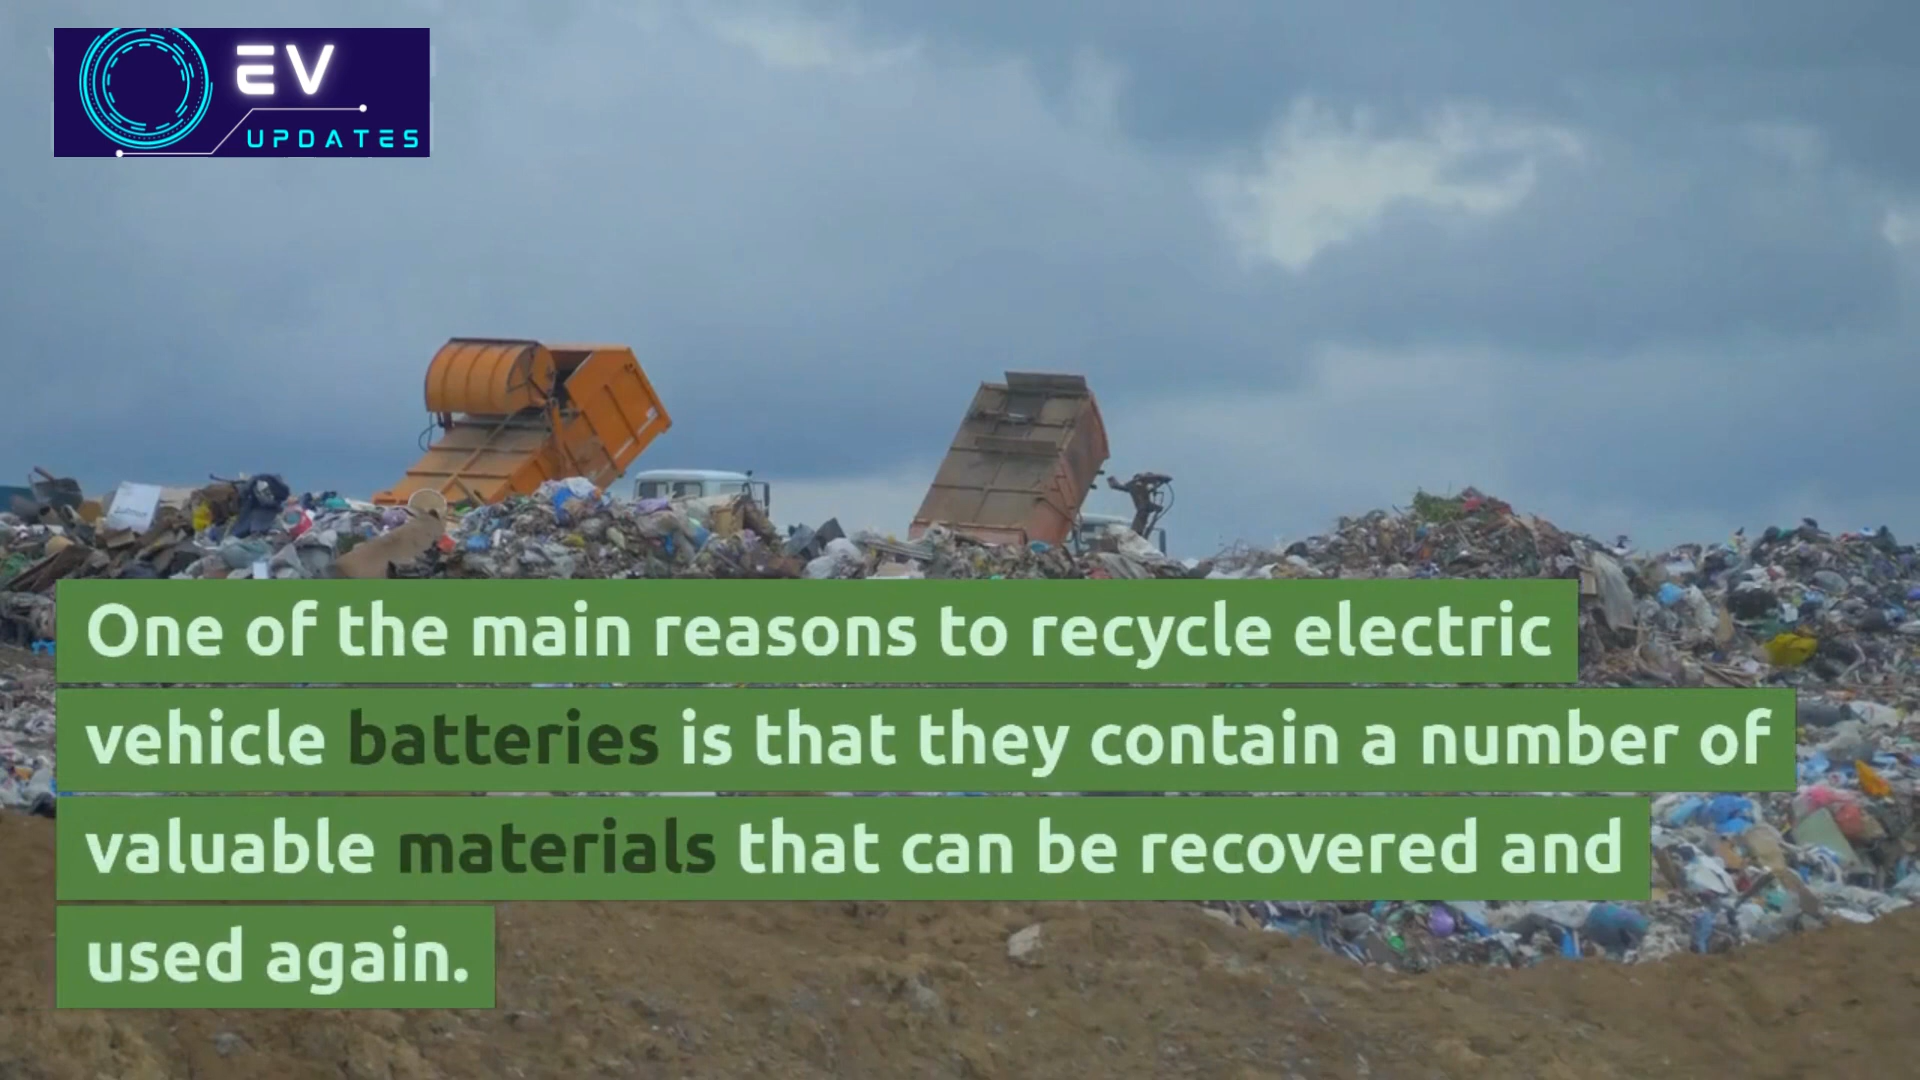 EV
UPDATES
One of the main reasons to recycle electric
vehicle batteries is that they contain a number of
valuable materials that can be recovered and
used again.